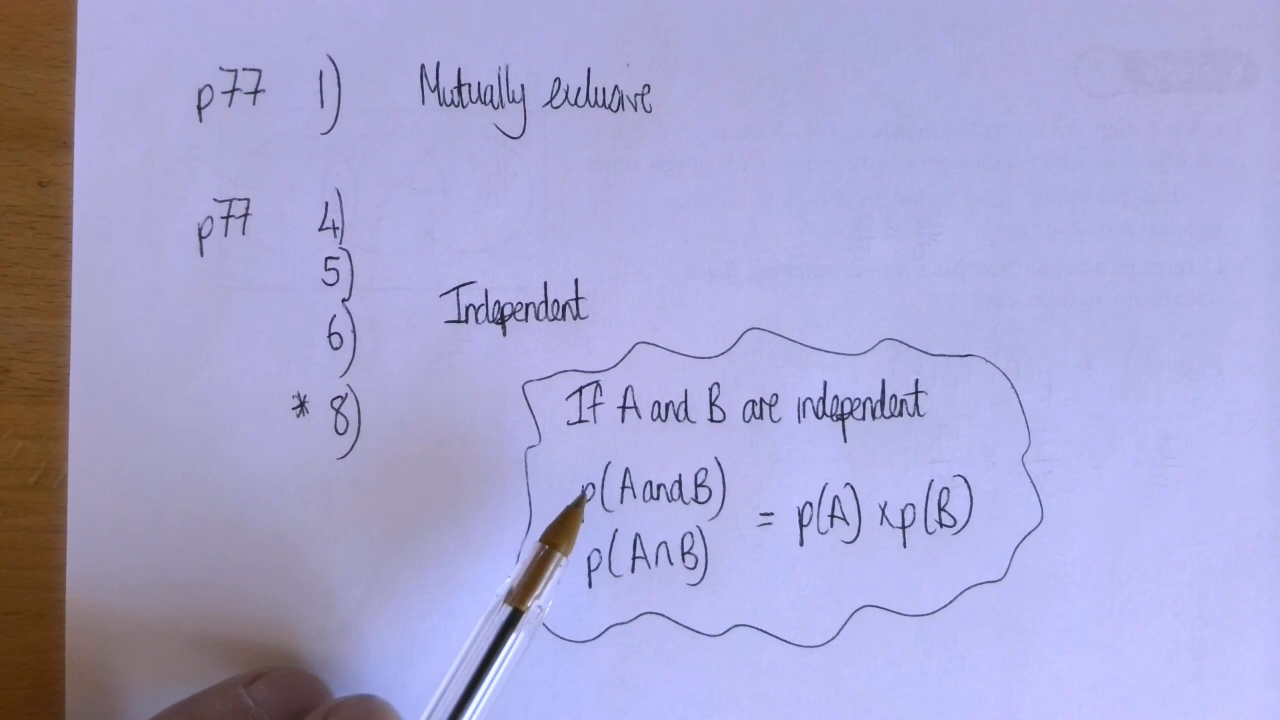 p77 1) Mutually exclusive
p77 4)
5)
6)
Independent
* 8)
If A and B are independent
p(A and B)
= p(A) x p(B)
p(A∩B)